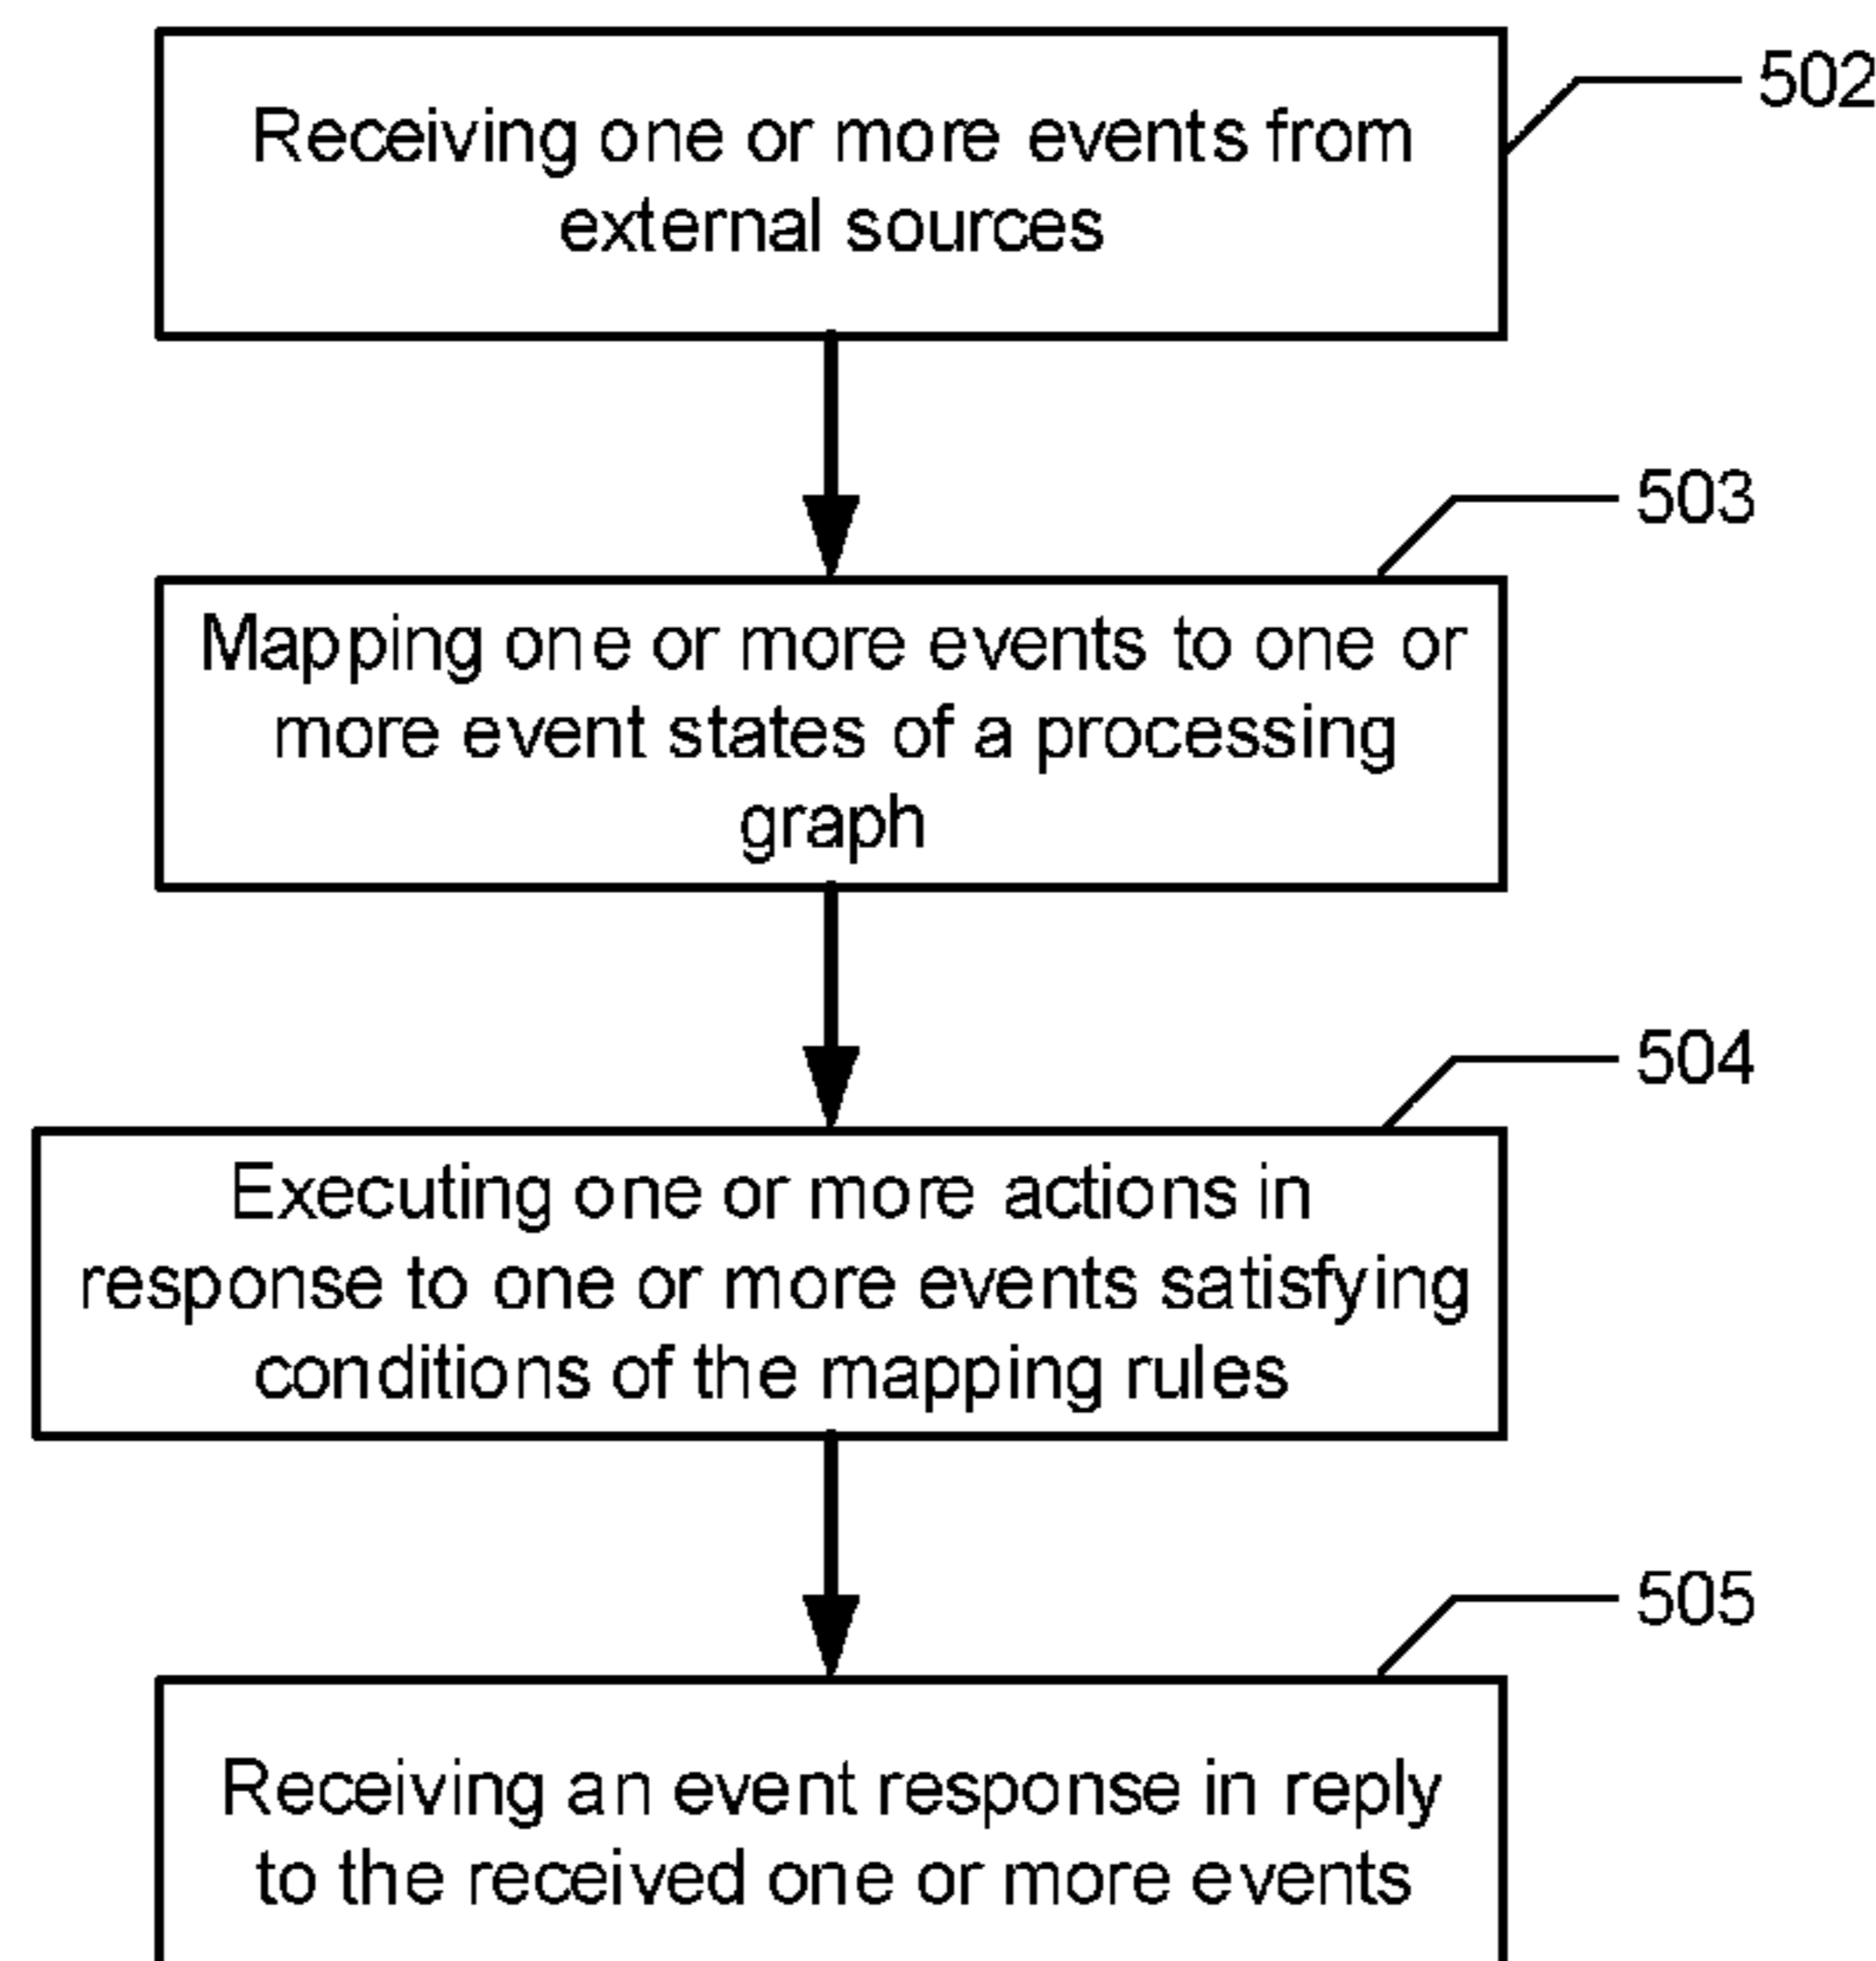 Receiving one or more events from
external sources
502
503
Mapping one or more events to one or
more event states of a processing
graph
504
Executing one or more actions in
response to one or more events satisfying
conditions of the mapping rules
505
Receiving an event response in reply
to the received one or more events